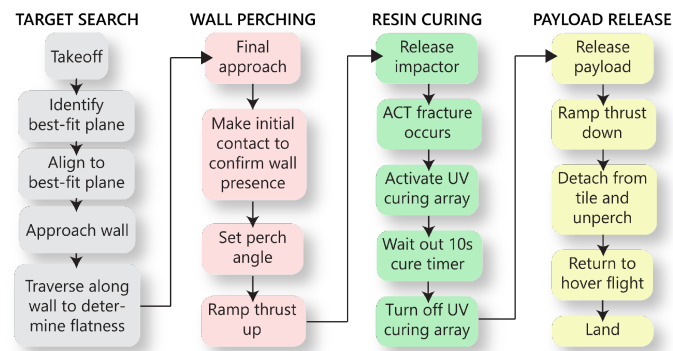 TARGET SEARCH
Takeoff
Identify
best-fit plane
Align to
best-fit plane
Approach wall
Traverse along
wall to deter-
mine flatness
WALL PERCHING
Final
approach
Make initial
contact to
confirm wall
presence
Set perch
angle
Ramp thrust
up
RESIN CURING
Release
impactor
ACT fracture
occurs
Activate UV
curing array
Wait out 10s
cure timer
Turn off UV
curing array
PAYLOAD RELEASE
Release
payload
Ramp thrust
down
Detach from
tile and
unperch
Return to
hover flight
Land